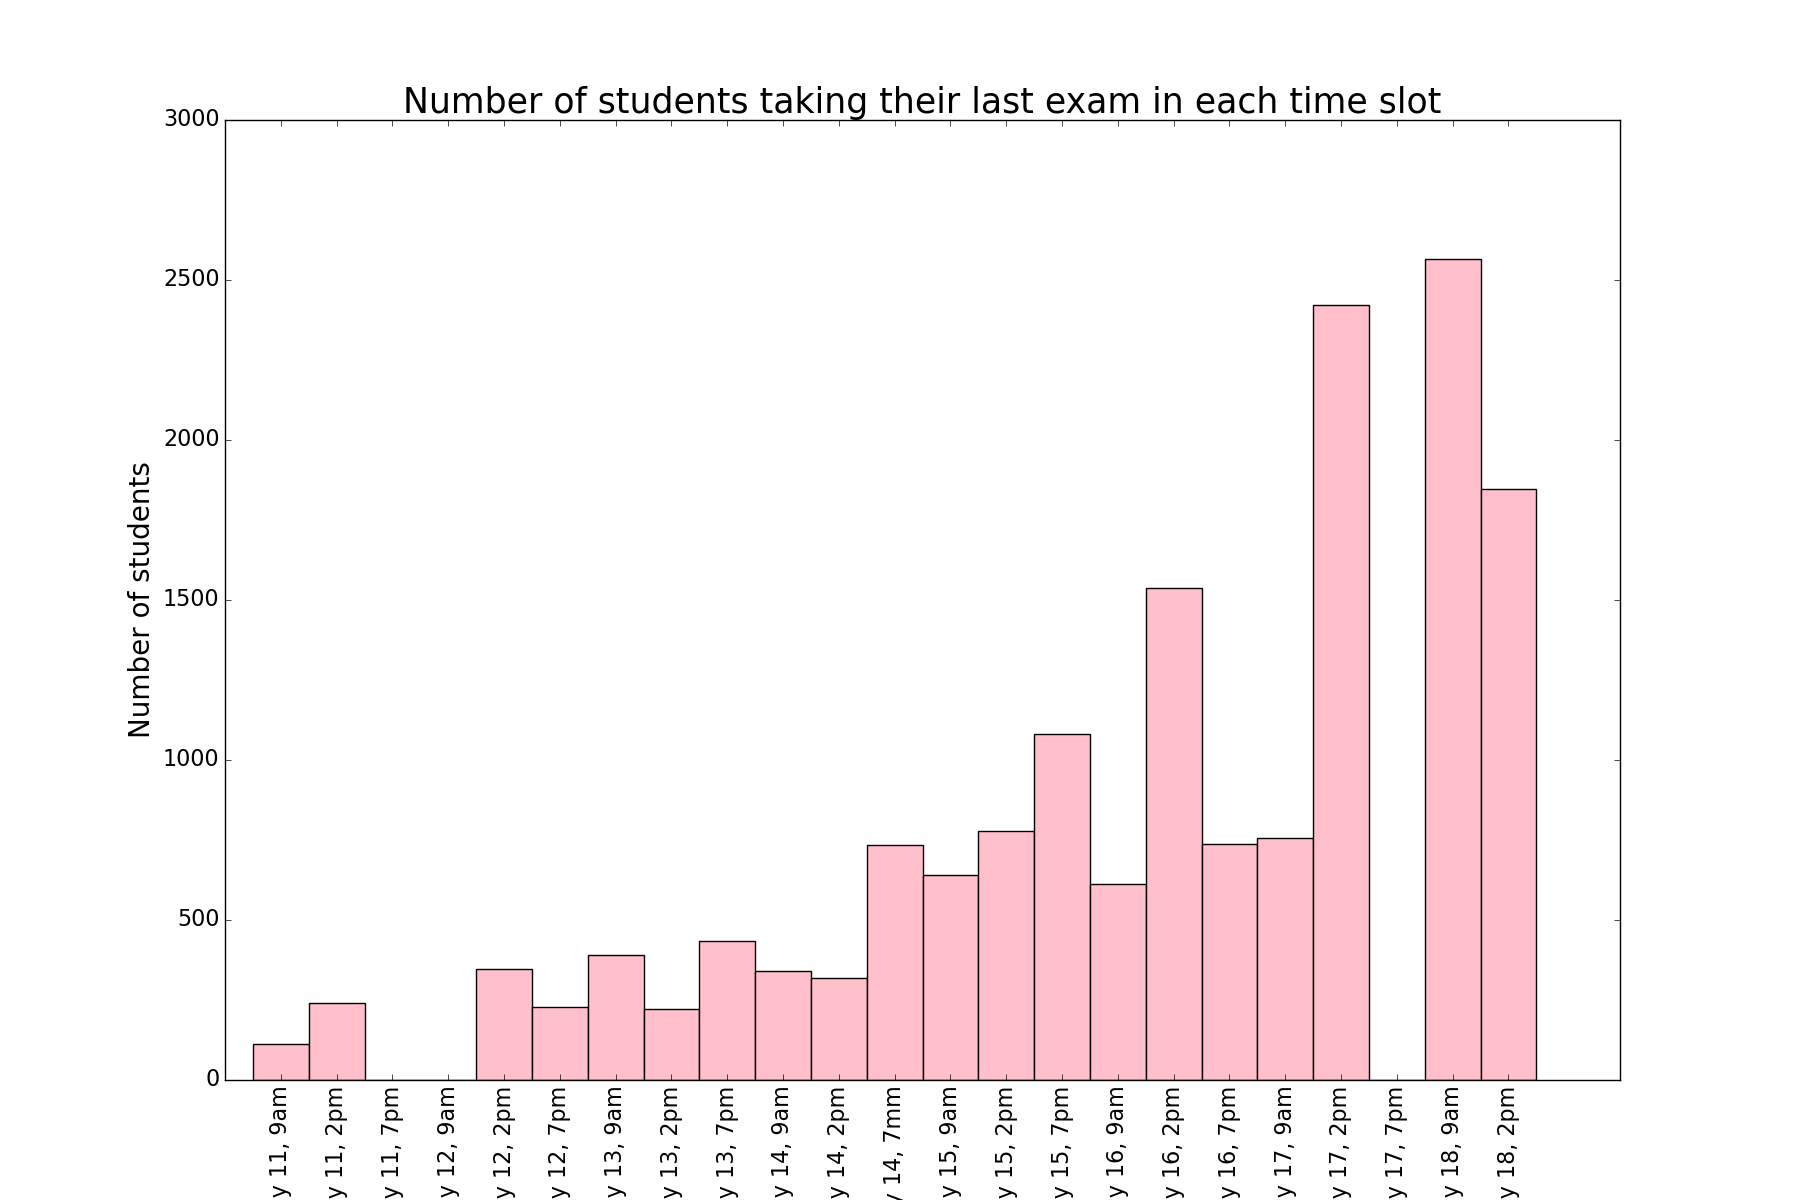 Number of students taking their last exam in each time slot
Number of students
3000
2500
2000
1500
1000
500
0
y 11, 9am
y 11, 2pm
y 11, 7pm
y 12, 9am
y 12, 2pm
y 12, 7pm
y 13, 9am
y 13, 2pm
y 13, 7pm
y 14, 9am
y 14, 2pm
y 14, 7mm
y 15, 9am
y 15, 2pm
y 15, 7pm
y 16, 9am
y 16, 2pm
y 16, 7pm
y 17, 9am
y 17, 2pm
y 17, 7pm
y 18, 9am
y 18, 2pm